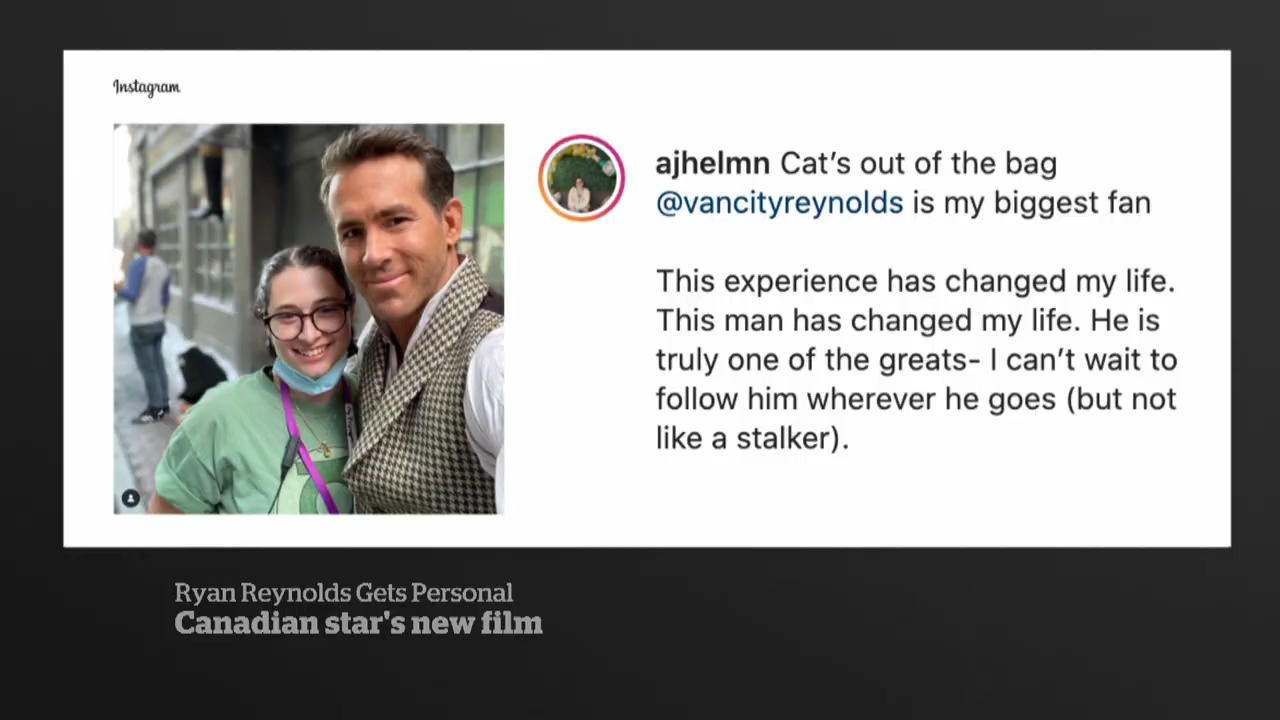 Instagram
ajhelmn Cat’s out of the bag
@vancityreynolds is my biggest fan
This experience has changed my life.
This man has changed my life. He is
truly one of the greats- I can’t wait to
follow him wherever he goes (but not
like a stalker).
Ryan Reynolds Gets Personal
Canadian star's new film